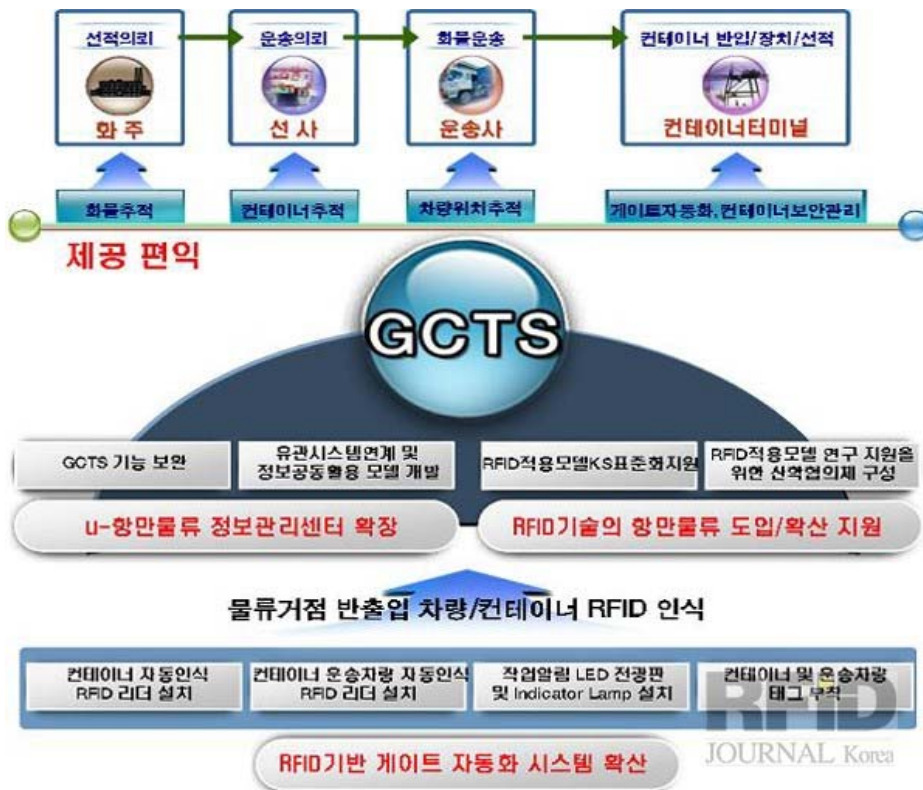 선적의뢰
운송의뢰
화물운송
컨테이너 반입/장치/선적
화 주
선 사
운송사
컨테이너터미널
화물추적
컨테이너추적
차량위치추적
게이트자동화,컨테이너보안관리
제공 편익
GCTS
GCTS 기능 보완
유관시스템연계 및
정보공동활용 모델 개발
RFID적용모델KS표준화지원
RFID적용모델 연구 지원을
위한 산학협의체 구성
u-항만물류 정보관리센터 확장
RFID기술의 항만물류 도입/확산 지원
물류거점 반출입 차량/컨테이너 RFID 인식
컨테이너 자동인식
RFID 리더 설치
컨테이너 운송차량 자동인식
RFID 리더 설치
작업알림 LED 전광판
및 Indicator Lamp 설치
컨테이너 및 운송차량
태그 부착
RFID
JOURNAL Korea
RFID기반 게이트 자동화 시스템 확산